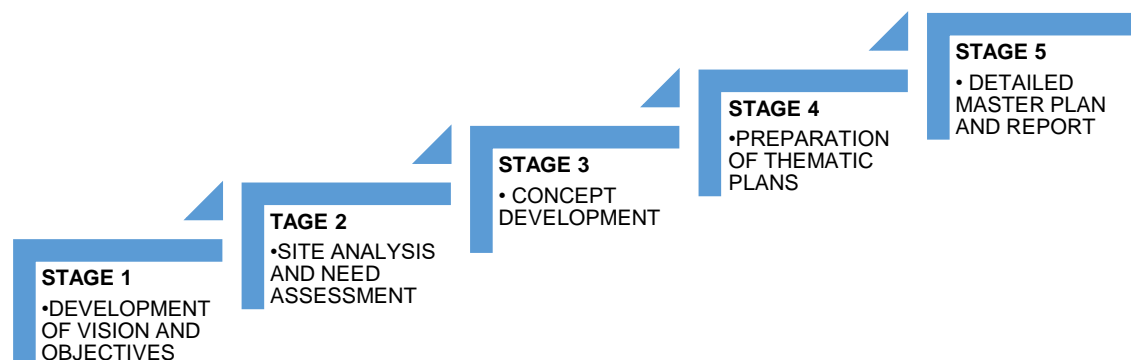 STAGE 1
•DEVELOPMENT
OF VISION AND
OBJECTIVES
TAGE 2
•SITE ANALYSIS
AND NEED
ASSESSMENT
STAGE 3
• CONCEPT
DEVELOPMENT
STAGE 4
•PREPARATION
OF THEMATIC
PLANS
STAGE 5
• DETAILED
MASTER PLAN
AND REPORT